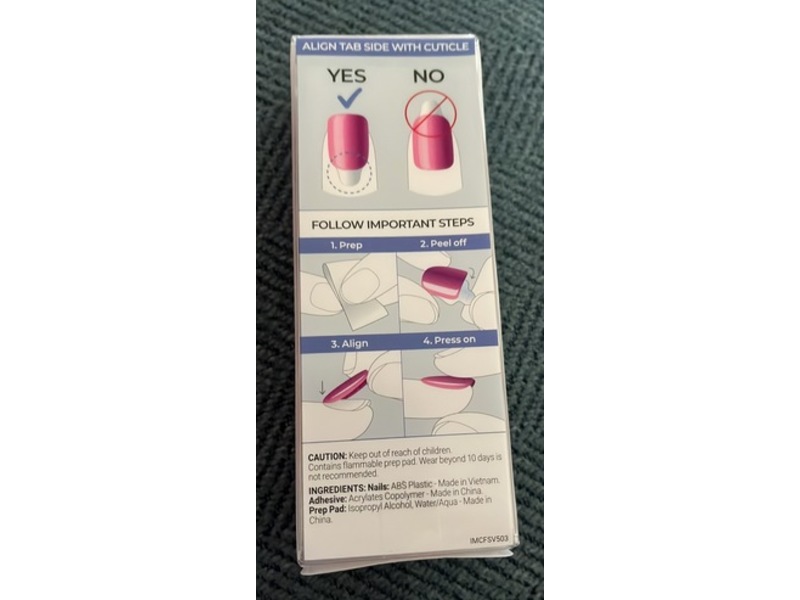 ALIGN TAB SIDE WITH CUTICLE
YES NO
FOLLOW IMPORTANT STEPS
1. Prep 2. Peel off
3. Align 4. Press on
CAUTION: Keep out of reach of children.
Contains flammable prep pad. Wear beyond 10 days is
not recommended.
INGREDIENTS: Nails: ABS Plastic - Made in Vietnam.
Adhesive: Acrylates Copolymer - Made in China.
Prep Pad: Isopropyl Alcohol, Water/Aqua - Made in
China.
IMCFSV503